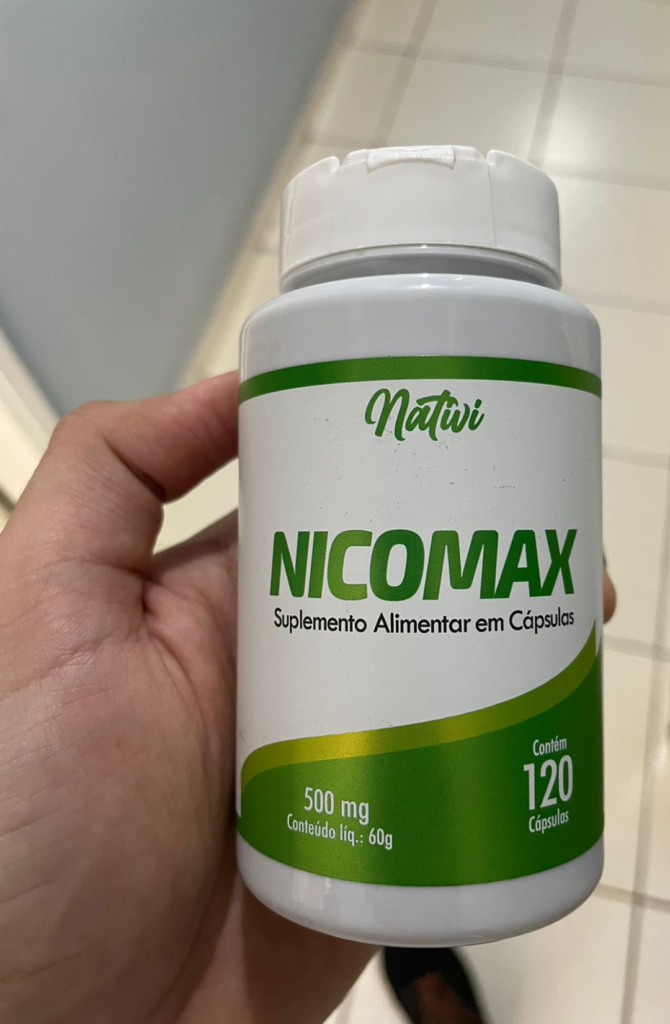 Nativi
NICOMAX
Suplemento Alimentar em Cápsulas
500 mg
Conteúdo líq.: 60g
Contém
120
Cápsulas